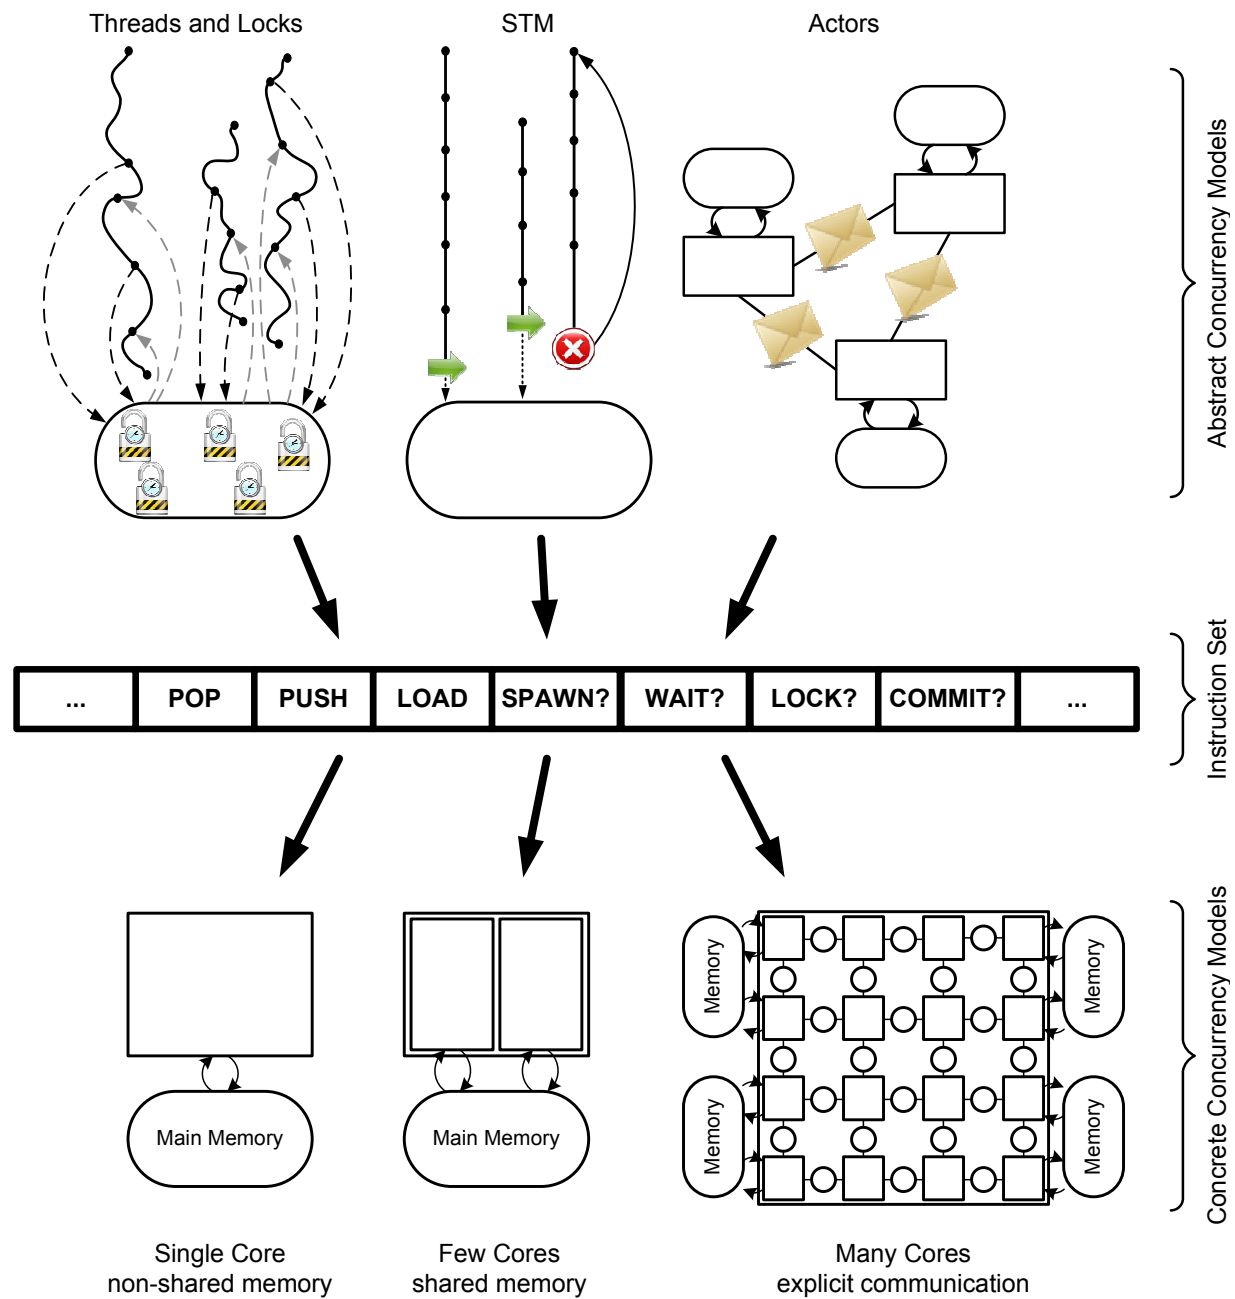 Threads and Locks
STM
Actors
Abstract Concurrency Models
... POP PUSH LOAD SPAWN? WAIT? LOCK? COMMIT? ...
Instruction Set
Main Memory
Main Memory
Memory
Memory
Memory
Memory
Concrete Concurrency Models
Single Core
non-shared memory
Few Cores
shared memory
Many Cores
explicit communication